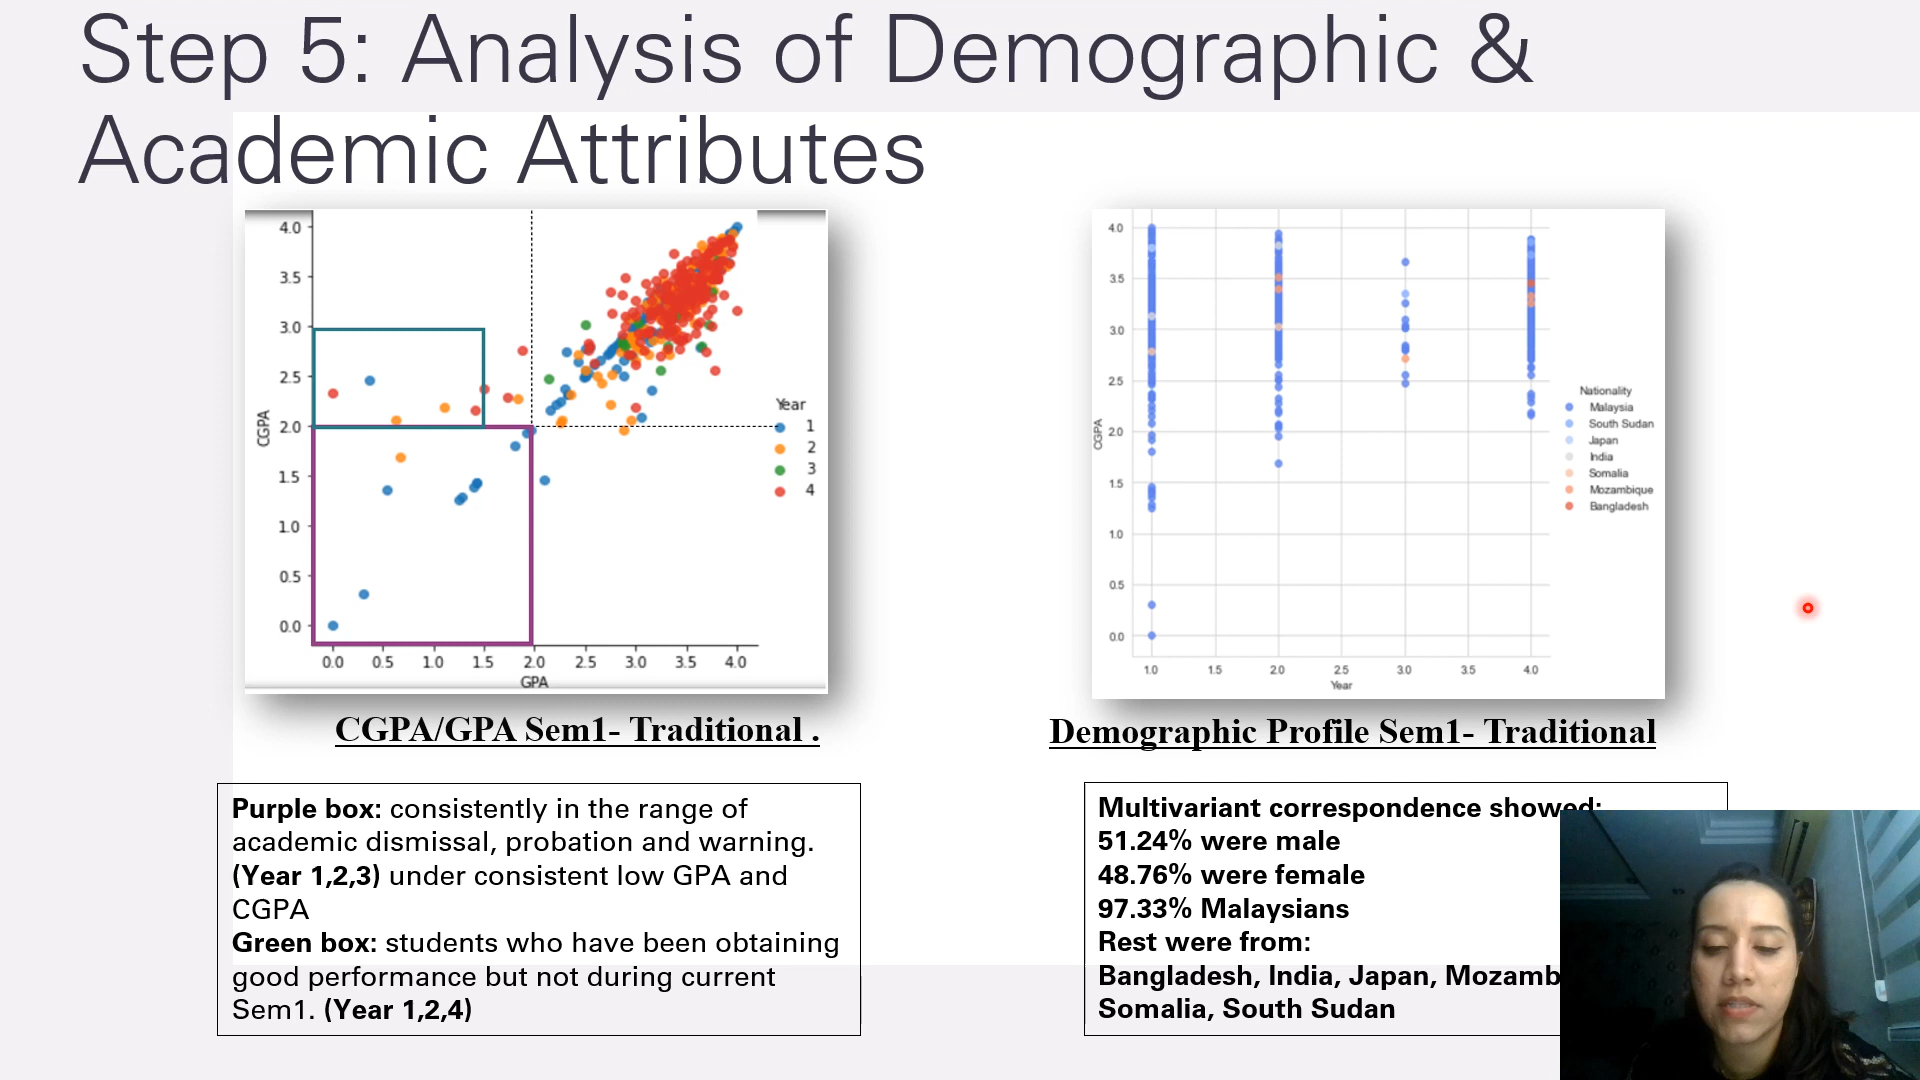 Step 5: Analysis of Demographic &
Academic Attributes
4.0
3.5
3.0
2.5
2.0
1.5
1.0
0.5
0.0
CGPA
0.0 0.5 1.0 1.5 2.0 2.5 3.0 3.5 4.0
GPA
Year
1
2
3
4
CGPA/GPA Sem1- Traditional .
Purple box: consistently in the range of
academic dismissal, probation and warning.
(Year 1,2,3) under consistent low GPA and
CGPA
Green box: students who have been obtaining
good performance but not during current
Sem1. (Year 1,2,4)
4.0
3.5
3.0
2.5
2.0
1.5
1.0
0.5
0.0
CGPA
1.0 1.5 2.0 2.5 3.0 3.5 4.0
Year
Nationality
Malaysia
South Sudan
Japan
India
Somalia
Mozambique
Bangladesh
Demographic Profile Sem1- Traditional
Multivariant correspondence showed:
51.24% were male
48.76% were female
97.33% Malaysians
Rest were from:
Bangladesh, India, Japan, Mozamb
Somalia, South Sudan